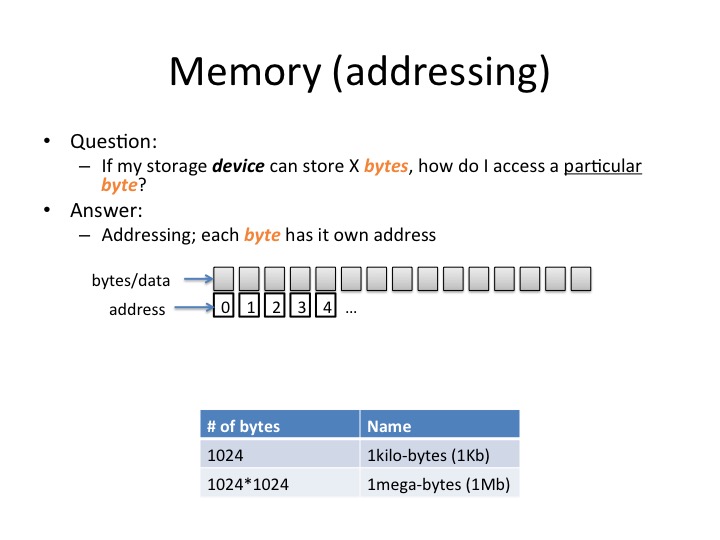 Memory (addressing)
• Question:
– If my storage device can store X bytes, how do I access a particular
byte?
• Answer:
– Addressing; each byte has it own address
bytes/data
address 0 1 2 3 4 ...
# of bytes Name
1024 1kilo-bytes (1Kb)
1024*1024 1mega-bytes (1Mb)